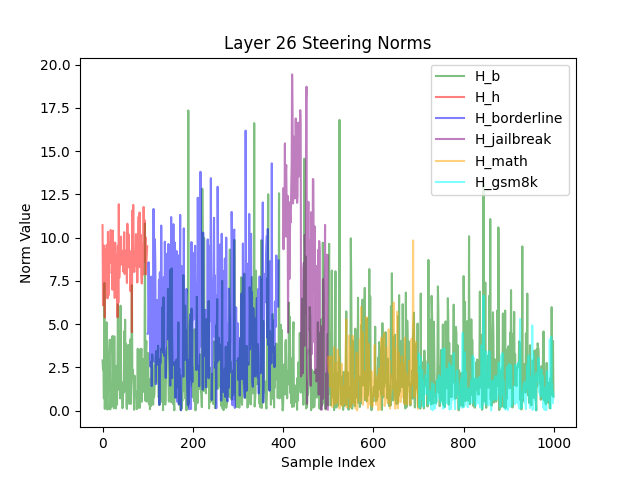 Layer 26 Steering Norms
20.0
17.5
15.0
12.5
10.0
7.5
5.0
2.5
0.0
Norm Value
H_b
H_h
H_borderline
H_jailbreak
H_math
H_gsm8k
0 200 400 600 800 1000
Sample Index